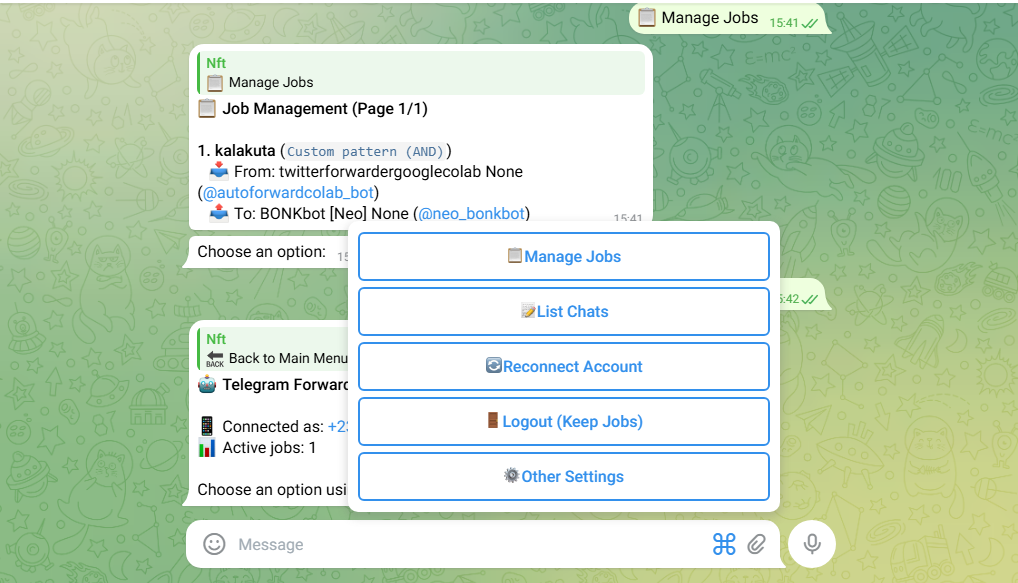 Manage Jobs 15:41
Nft
Manage Jobs
Job Management (Page 1/1)
1. kalakuta (Custom pattern (AND))
From: twitterforwardergooglecolab None
(@autoforwardcolab_bot)
To: BONKbot [Neo] None (@neo_bonkbot)
15:41
Choose an option:
Manage Jobs
List Chats
5:42
Nft
BACK Back to Main Menu
Reconnect Account
Telegram Forward
Connected as: +23
Logout (Keep Jobs)
Active jobs: 1
Other Settings
Choose an option usi
Message